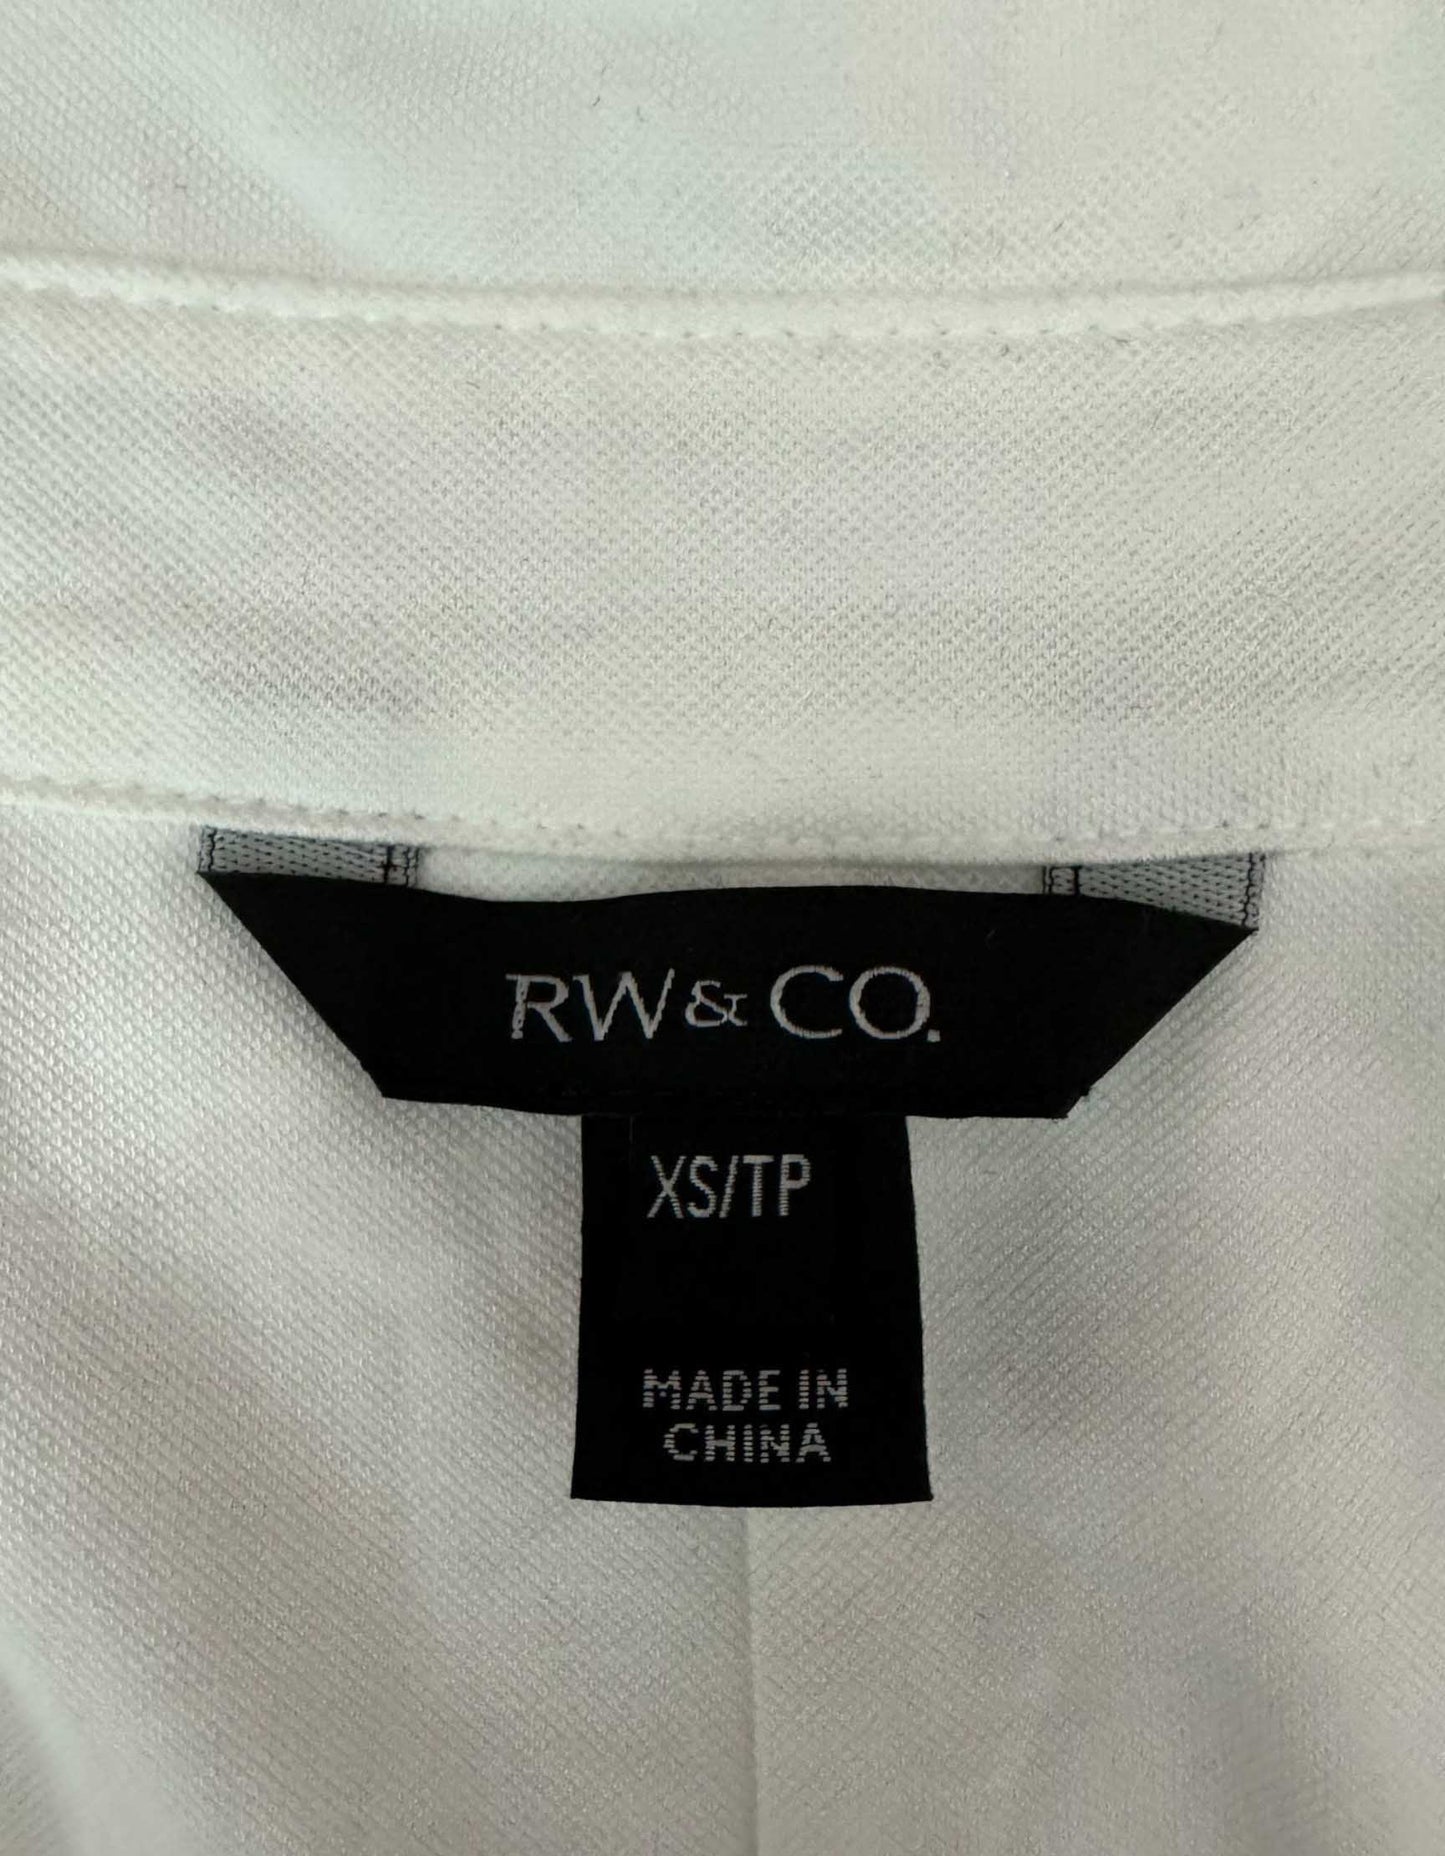 RW&CO.
XS/TP
MADE IN
CHINA